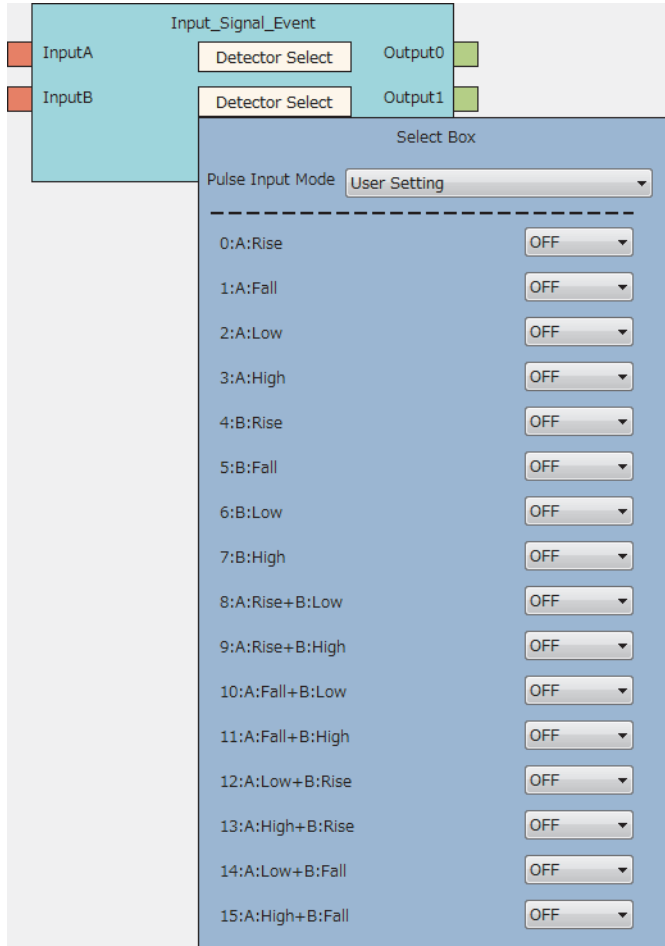 Input_Signal_Event
InputA Detector Select Output0
InputB Detector Select Output1
Select Box
Pulse Input Mode User Setting
0:A:Rise OFF
1:A:Fall OFF
2:A:Low OFF
3:A:High OFF
4:B:Rise OFF
5:B:Fall OFF
6:B:Low OFF
7:B:High OFF
8:A:Rise+B:Low OFF
9:A:Rise+B:High OFF
10:A:Fall+B:Low OFF
11:A:Fall+B:High OFF
12:A:Low+B:Rise OFF
13:A:High+B:Rise OFF
14:A:Low+B:Fall OFF
15:A:High+B:Fall OFF